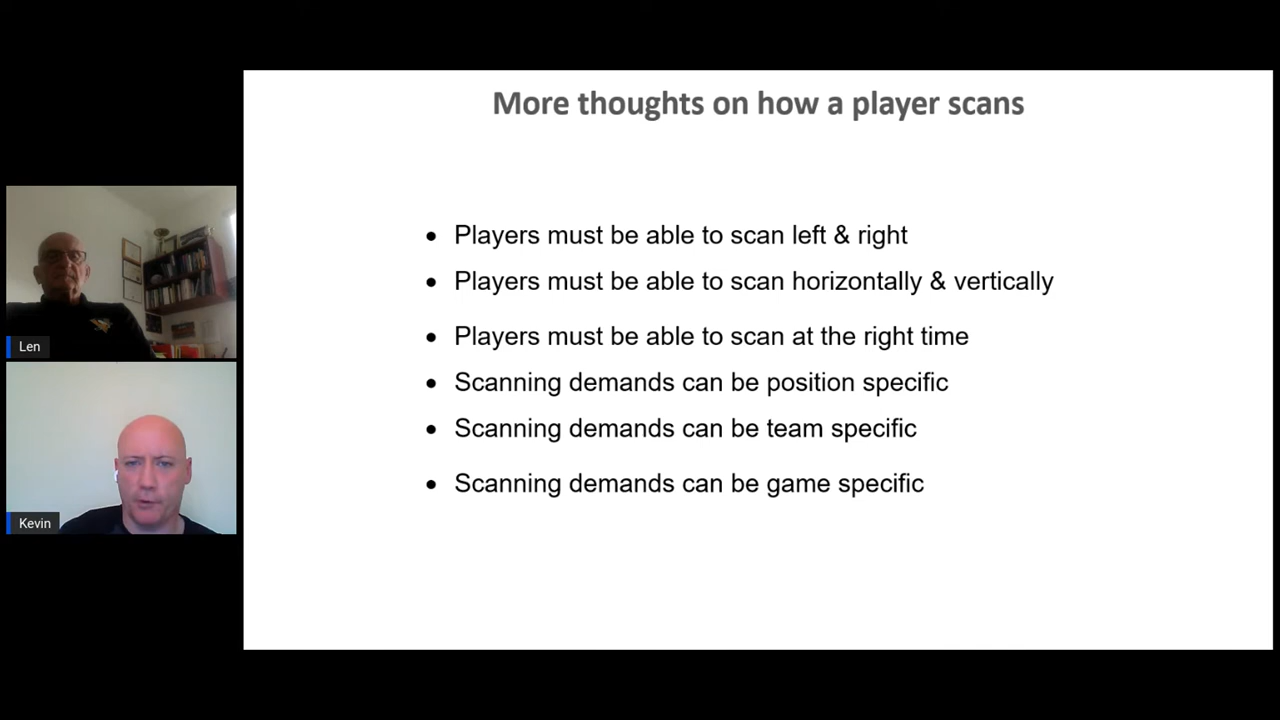 More thoughts on how a player scans
• Players must be able to scan left & right
• Players must be able to scan horizontally & vertically
• Players must be able to scan at the right time
• Scanning demands can be position specific
• Scanning demands can be team specific
• Scanning demands can be game specific
Len
Kevin